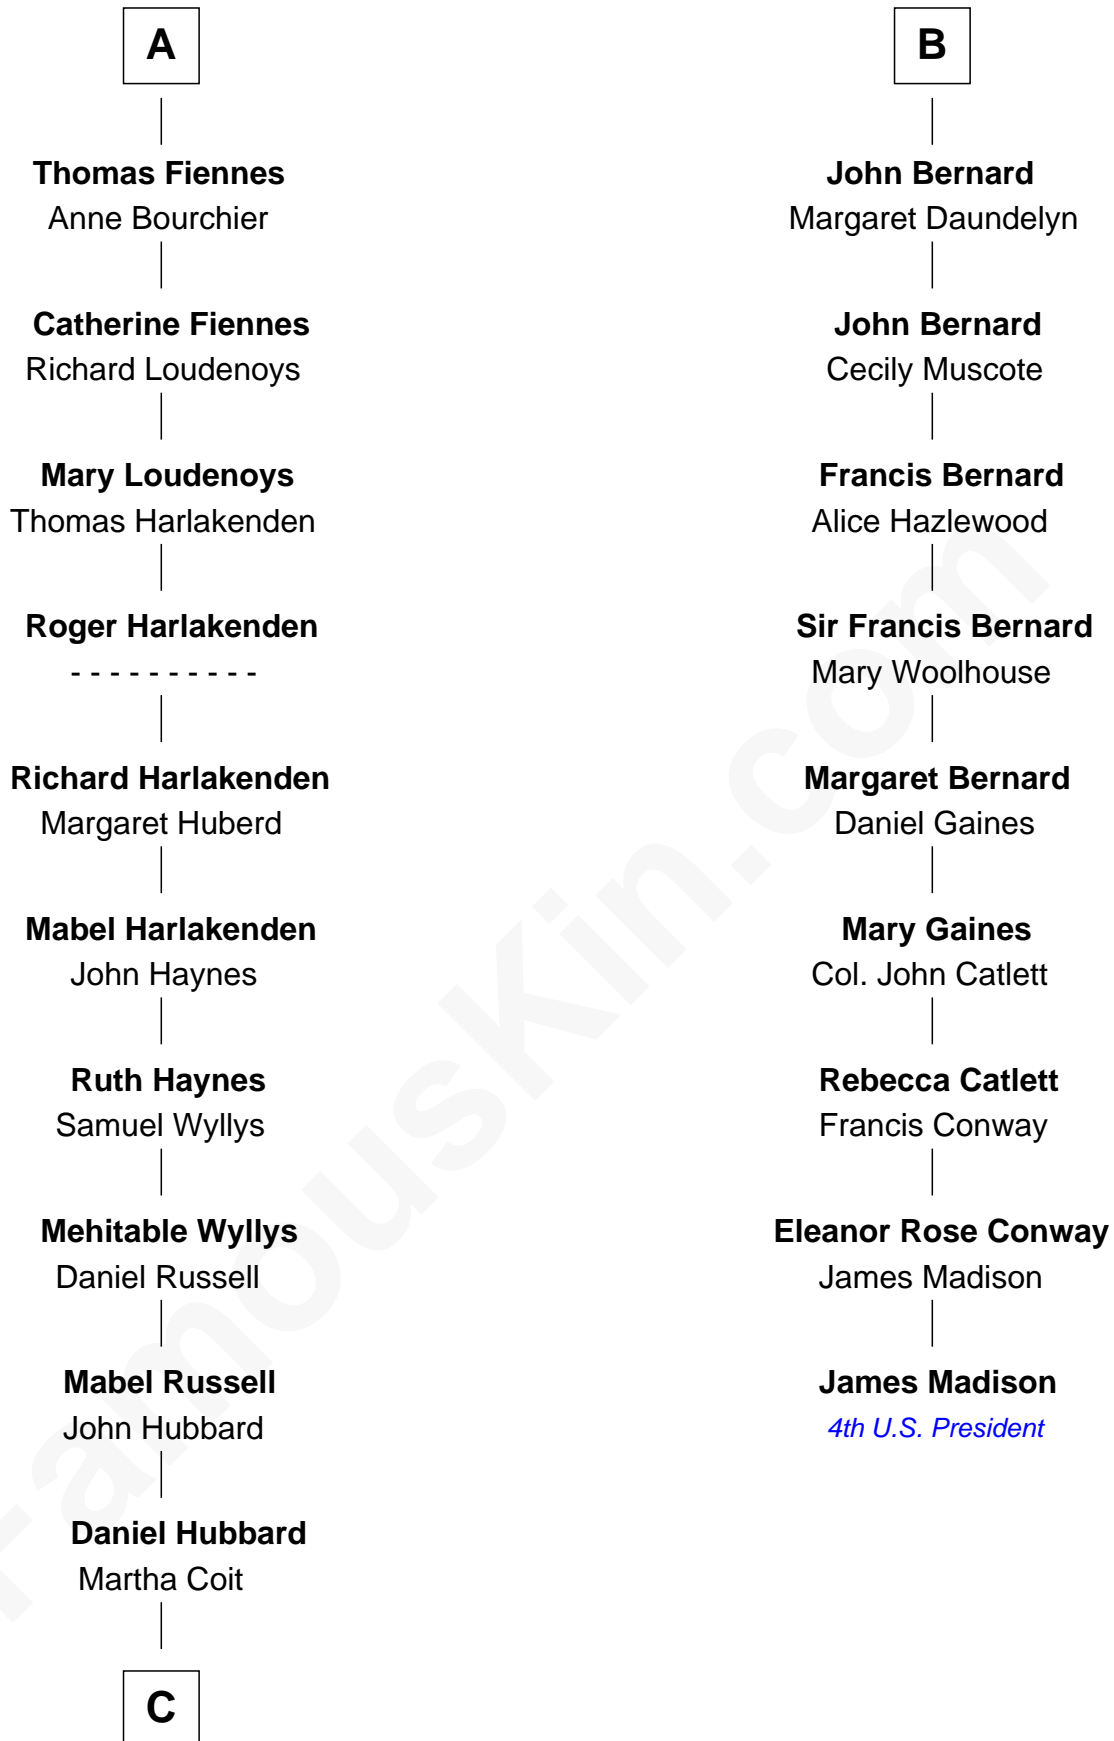 A
Thomas Fiennes
Anne Bourchier
Catherine Fiennes
Richard Loudenoys
Mary Loudenoys
Thomas Harlakenden
Roger Harlakenden
- - - - - - - - - -
Richard Harlakenden
Margaret Huberd
Mabel Harlakenden
John Haynes
Ruth Haynes
Samuel Wyllys
Mehitable Wyllys
Daniel Russell
Mabel Russell
John Hubbard
Daniel Hubbard
Martha Coit
C
B
John Bernard
Margaret Daundelyn
John Bernard
Cecily Muscote
Francis Bernard
Alice Hazlewood
Sir Francis Bernard
Mary Woolhouse
Margaret Bernard
Daniel Gaines
Mary Gaines
Col. John Catlett
Rebecca Catlett
Francis Conway
Eleanor Rose Conway
James Madison
James Madison
4th U.S. President
FamousKin.com